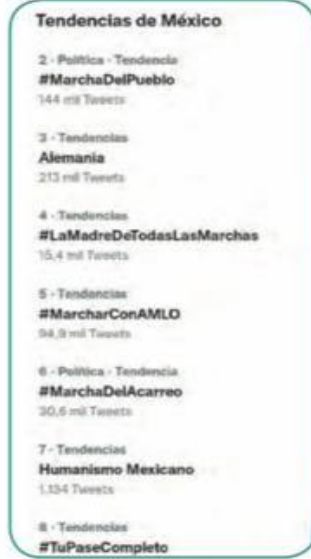 Tendencias de México
2 · Política · Tendencia
#MarchaDelPueblo
144 mil Tweets
3 · Tendencias
Alemania
213 mil Tweets
4 · Tendencias
#LaMadreDeTodasLasMarchas
15,4 mil Tweets
5 · Tendencias
#MarcharConAMLO
94,9 mil Tweets
6 · Política · Tendencia
#MarchaDelAcarreo
30,6 mil Tweets
7 · Tendencias
Humanismo Mexicano
1.134 Tweets
8 · Tendencias
#TuPaseCompleto